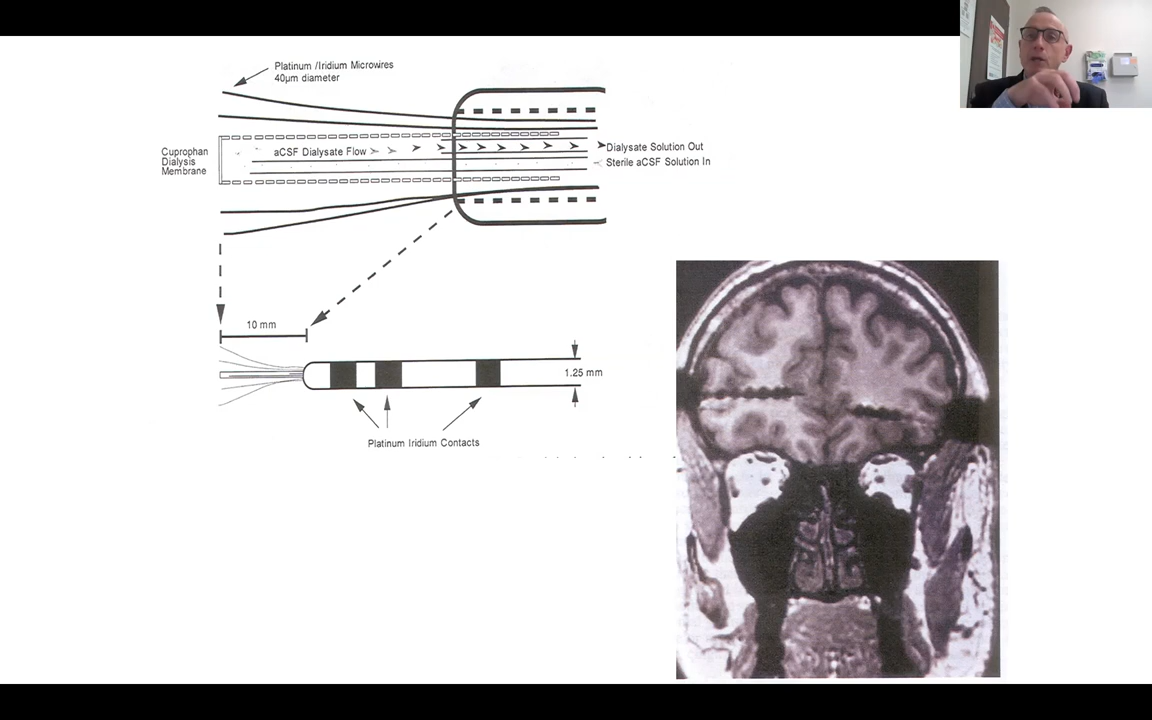 Platinum /Iridium Microwires
40µm diameter
Cuprophan
Dialysis
Membrane
aCSF Dialysate Flow
Dialysate Solution Out
Sterile aCSF Solution In
10 mm
1.25 mm
Platinum Iridium Contacts